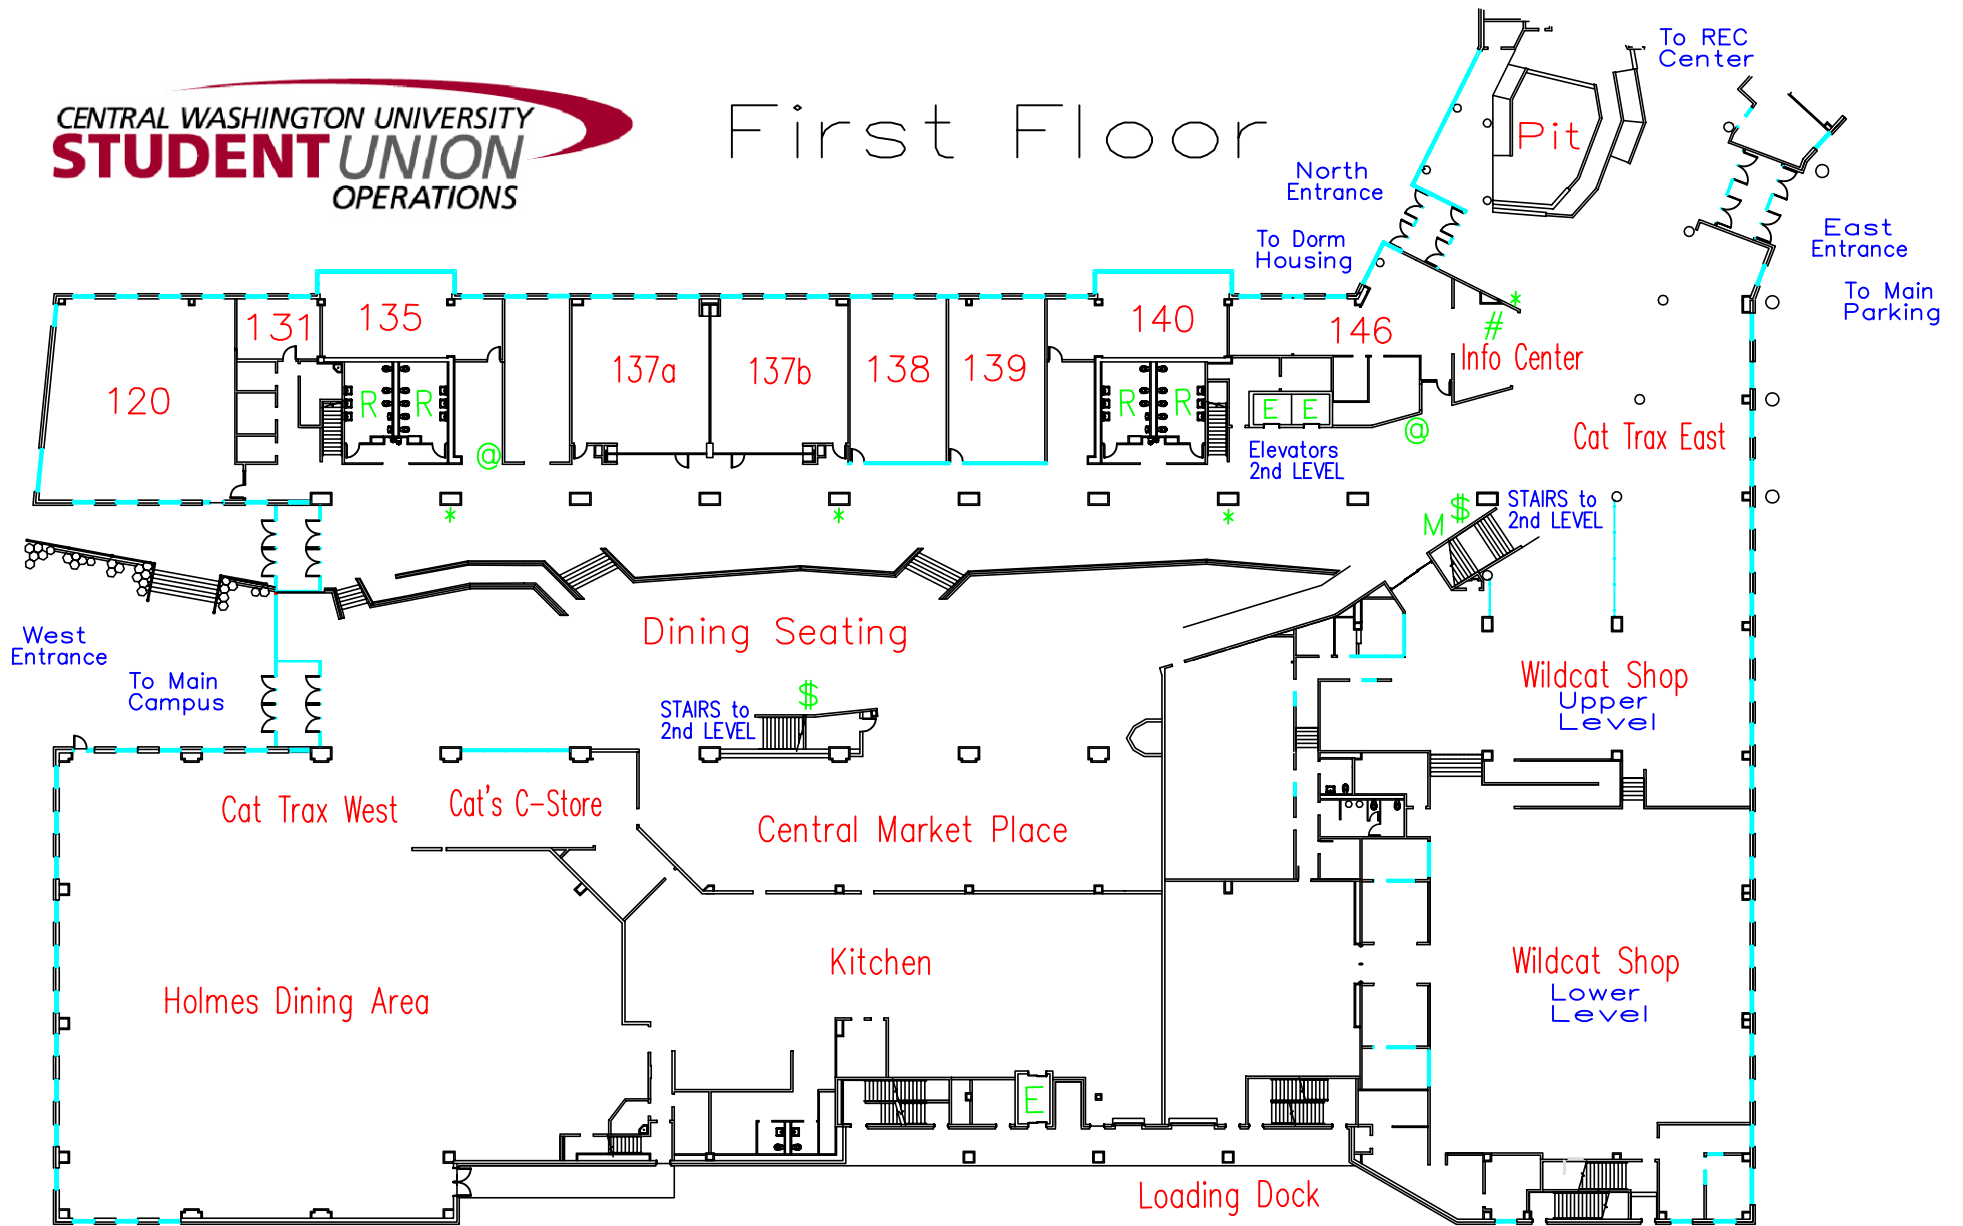 CENTRAL WASHINGTON UNIVERSITY
STUDENT UNION
OPERATIONS
First Floor
To REC
Center
Pit
North
Entrance
East
Entrance
To Dorm
Housing
To Main
Parking
131
135
140
146
*
#
Info Center
120
137a
137b
138
139
R
R
R
R
E
E
@
@
Elevators
2nd LEVEL
Cat Trax East
*
*
*
M
$
STAIRS to
2nd LEVEL
West
Entrance
To Main
Campus
Dining Seating
STAIRS to
2nd LEVEL
$
Wildcat Shop
Upper
Level
Cat Trax West
Cat's C-Store
Central Market Place
Kitchen
Holmes Dining Area
Wildcat Shop
Lower
Level
E
Loading Dock